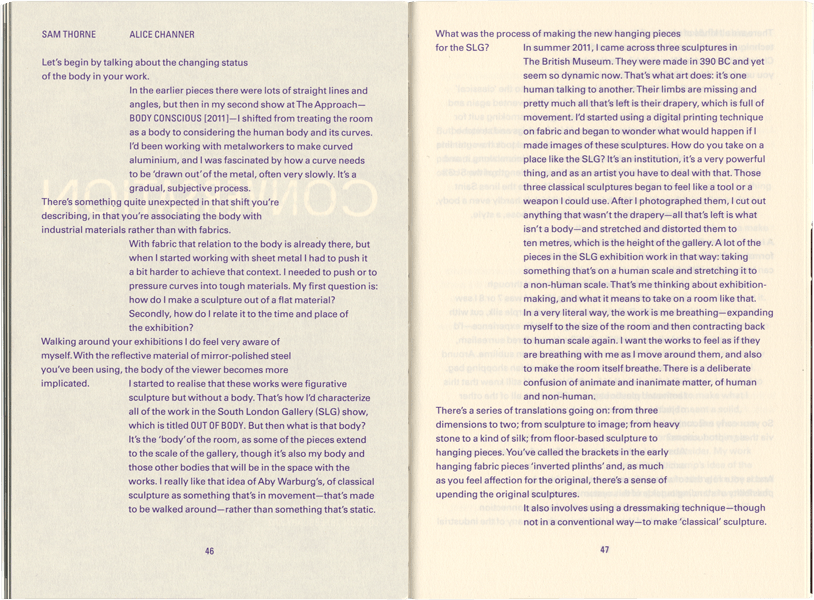 SAM THORNE ALICE CHANNER
Let's begin by talking about the changing status
of the body in your work.
In the earlier pieces there were lots of straight lines and
angles, but then in my second show at The Approach—
BODY CONSCIOUS [2011]—I shifted from treating the room
as a body to considering the human body and its curves.
I'd been working with metalworkers to make curved
aluminium, and I was fascinated by how a curve needs
to be 'drawn out' of the metal, often very slowly. It's a
gradual, subjective process.
There's something quite unexpected in that shift you're
describing, in that you're associating the body with
industrial materials rather than with fabrics.
With fabric that relation to the body is already there, but
when I started working with sheet metal I had to push it
a bit harder to achieve that context. I needed to push or to
pressure curves into tough materials. My first question is:
how do I make a sculpture out of a flat material?
Secondly, how do I relate it to the time and place of
the exhibition?
Walking around your exhibitions I do feel very aware of
myself. With the reflective material of mirror-polished steel
you've been using, the body of the viewer becomes more
implicated. I started to realise that these works were figurative
sculpture but without a body. That's how I'd characterize
all of the work in the South London Gallery (SLG) show,
which is titled OUT OF BODY. But then what is that body?
It's the 'body' of the room, as some of the pieces extend
to the scale of the gallery, though it's also my body and
those other bodies that will be in the space with the
works. I really like that idea of Aby Warburg's, of classical
sculpture as something that's in movement—that's made
to be walked around—rather than something that's static.
46
What was the process of making the new hanging pieces
for the SLG? In summer 2011, I came across three sculptures in
The British Museum. They were made in 390 BC and yet
seem so dynamic now. That's what art does: it's one
human talking to another. Their limbs are missing and
pretty much all that's left is their drapery, which is full of
movement. I'd started using a digital printing technique
on fabric and began to wonder what would happen if I
made images of these sculptures. How do you take on a
place like the SLG? It's an institution, it's a very powerful
thing, and as an artist you have to deal with that. Those
three classical sculptures began to feel like a tool or a
weapon I could use. After I photographed them, I cut out
anything that wasn't the drapery—all that's left is what
isn't a body—and stretched and distorted them to
ten metres, which is the height of the gallery. A lot of the
pieces in the SLG exhibition work in that way: taking
something that's on a human scale and stretching it to
a non-human scale. That's me thinking about exhibition-
making, and what it means to take on a room like that.
In a very literal way, the work is me breathing—expanding
myself to the size of the room and then contracting back
to human scale again. I want the works to feel as if they
are breathing with me as I move around them, and also
to make the room itself breathe. There is a deliberate
confusion of animate and inanimate matter, of human
and non-human.
There's a series of translations going on: from three
dimensions to two; from sculpture to image; from heavy
stone to a kind of silk; from floor-based sculpture to
hanging pieces. You've called the brackets in the early
hanging fabric pieces 'inverted plinths' and, as much
as you feel affection for the original, there's a sense of
upending the original sculptures.
It also involves using a dressmaking technique—though
not in a conventional way—to make 'classical' sculpture.
47